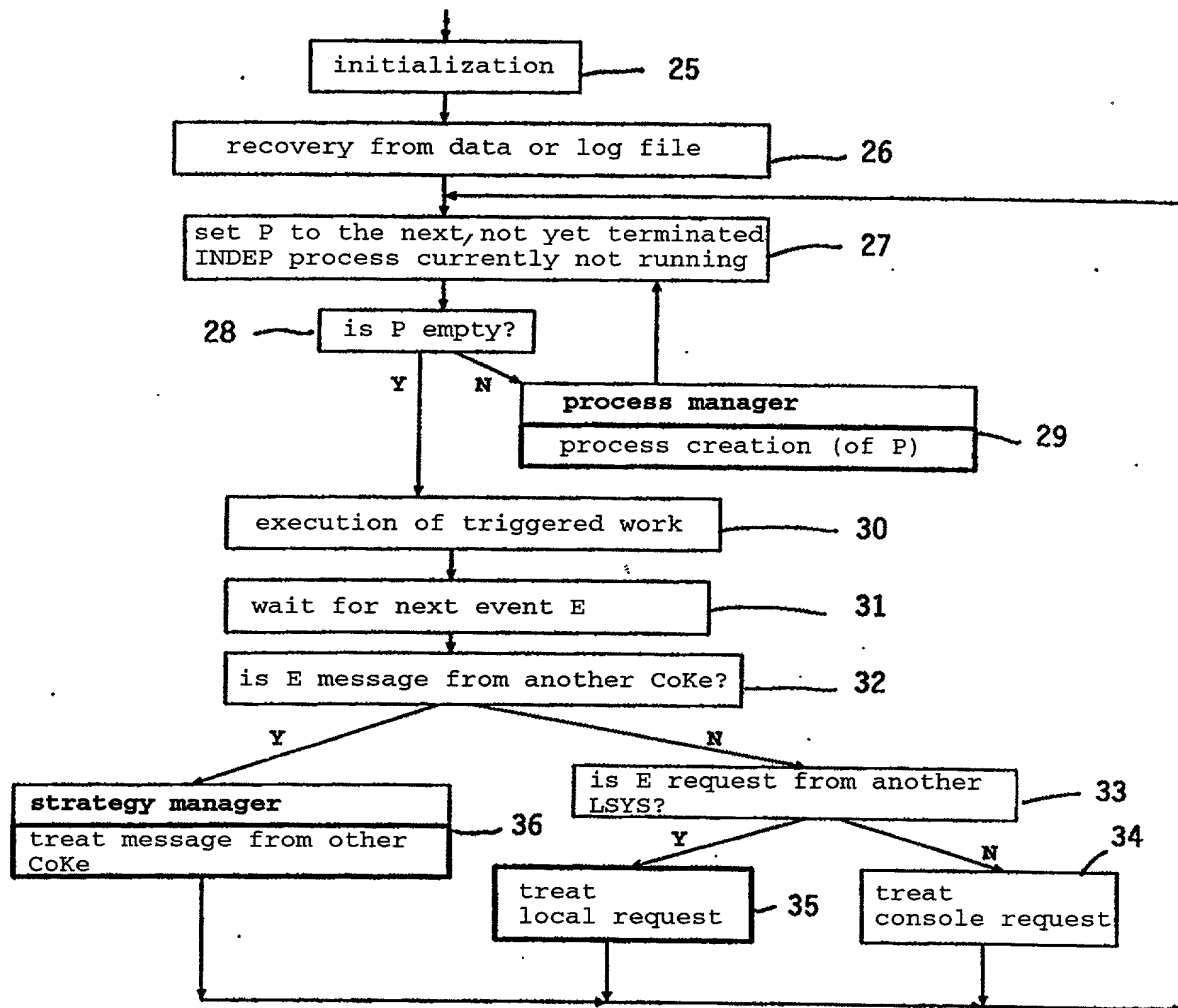 initialization
25
recovery from data or log file
26
set P to the next, not yet terminated
INDEP process currently not running
27
28
is P empty?
Y
N
process manager
process creation (of P)
29
execution of triggered work
30
wait for next event E
31
is E message from another CoKe?
32
Y
N
is E request from another
LSYS?
33
strategy manager
treat message from other
CoKe
36
Y
N
34
treat
local request
35
treat
console request